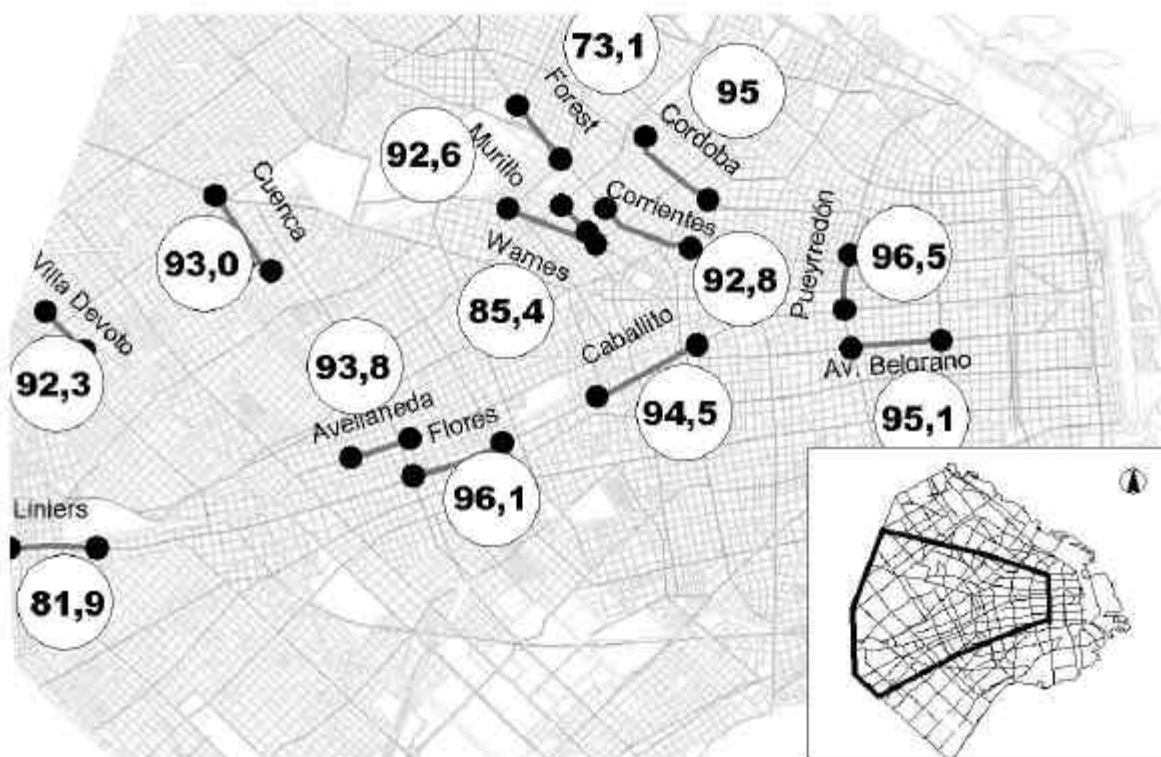 73,1
95
Forest
Cordoba
92,6
Murillo
Cuenca
Corrientes
Warnes
93,0
Pueyrredón
96,5
Villa Devoto
92,8
85,4
Caballito
93,8
92,3
Av. Belgrano
Avellaneda
Flores
94,5
95,1
96,1
Liniers
81,9